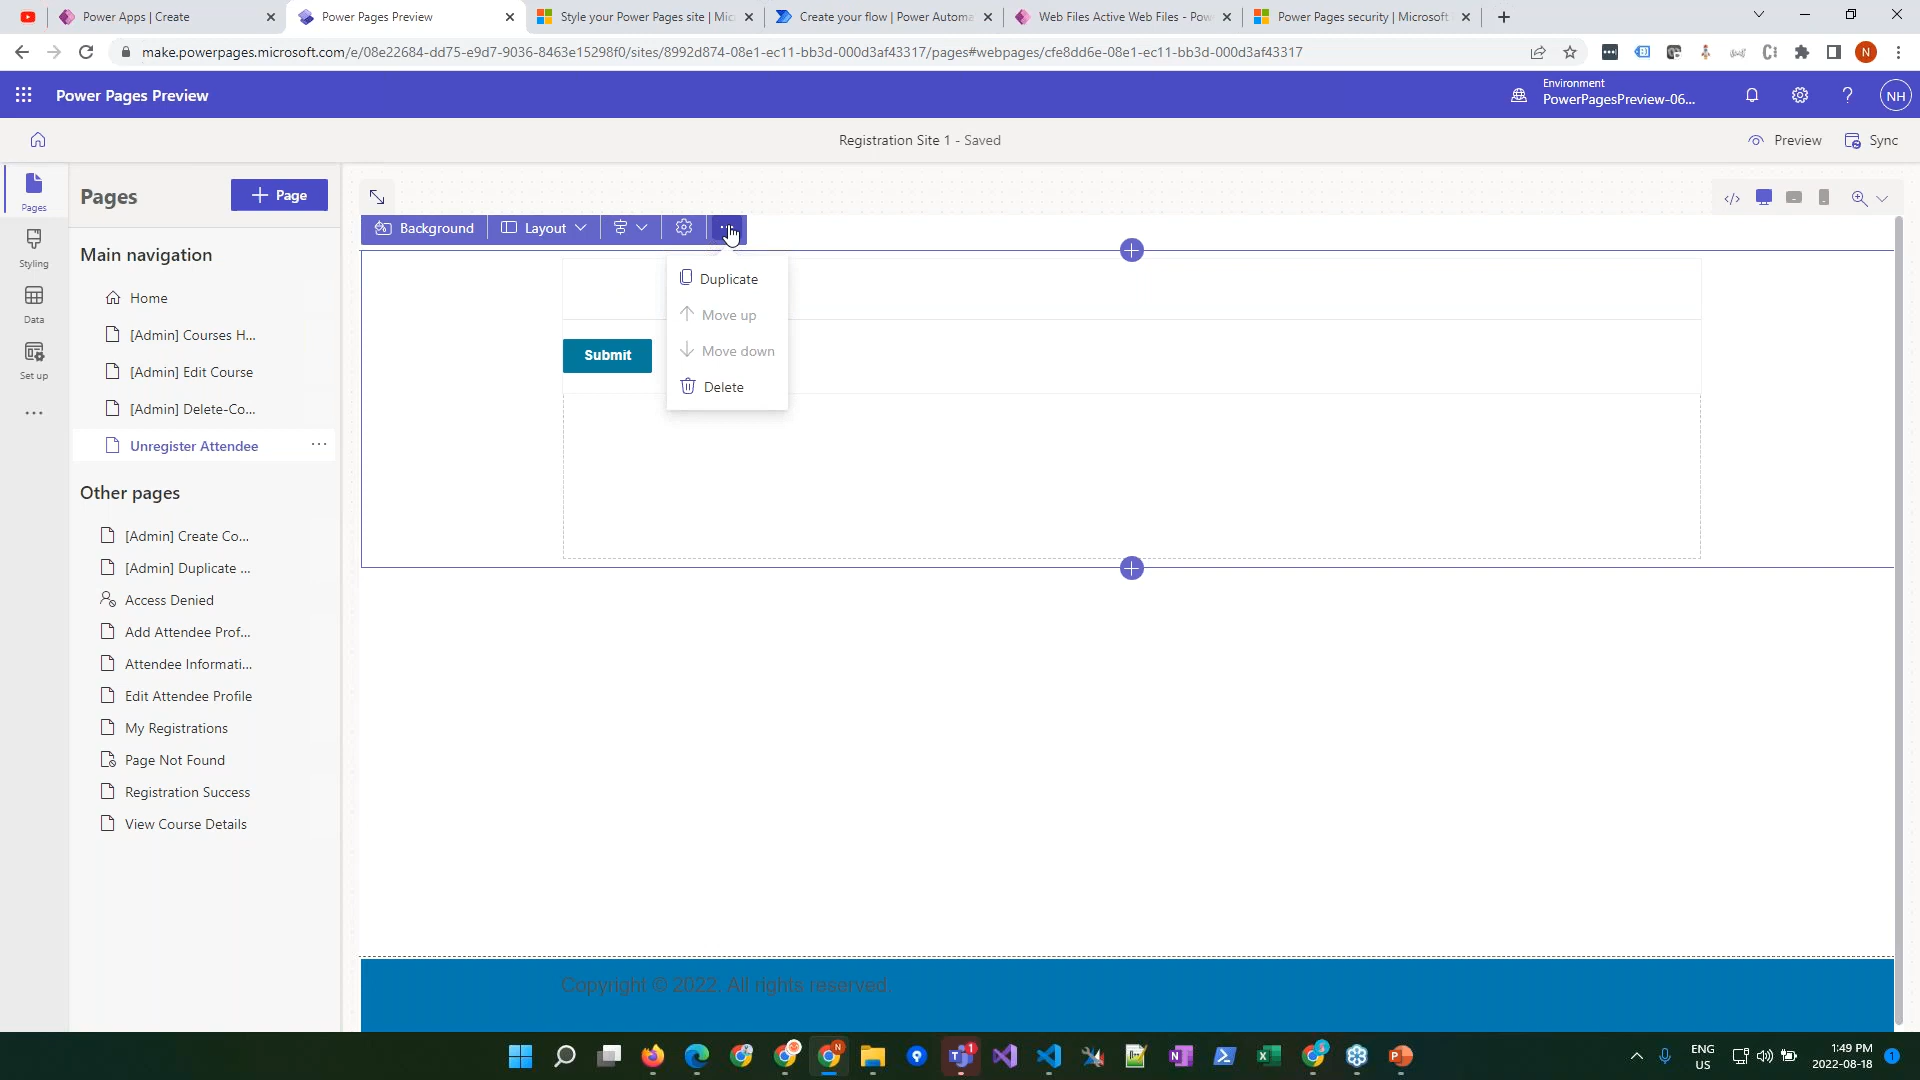 Power Apps | Create
Power Pages Preview
Style your Power Pages site | Mic
Create your flow | Power Automa
Web Files Active Web Files - Pow
Power Pages security | Microsoft
make.powerpages.microsoft.com/e/08e22684-dd75-e9d7-9036-8463e15298f0/sites/8992d874-08e1-ec11-bb3d-000d3af43317/pages#webpages/cfe8dd6e-08e1-ec11-bb3d-000d3af43317
N
Power Pages Preview
Environment
PowerPagesPreview-06...
?
NH
Registration Site 1 - Saved
Preview
Sync
Pages
Styling
Data
Set up
Pages
+ Page
Main navigation
Home
[Admin] Courses H...
[Admin] Edit Course
[Admin] Delete-Co...
Unregister Attendee
Other pages
[Admin] Create Co...
[Admin] Duplicate ...
Access Denied
Add Attendee Prof...
Attendee Informati...
Edit Attendee Profile
My Registrations
Page Not Found
Registration Success
View Course Details
Background
Layout
Duplicate
Move up
Move down
Delete
Submit
Copyright © 2022. All rights reserved.
ENG
US
1:49 PM
2022-08-18
1